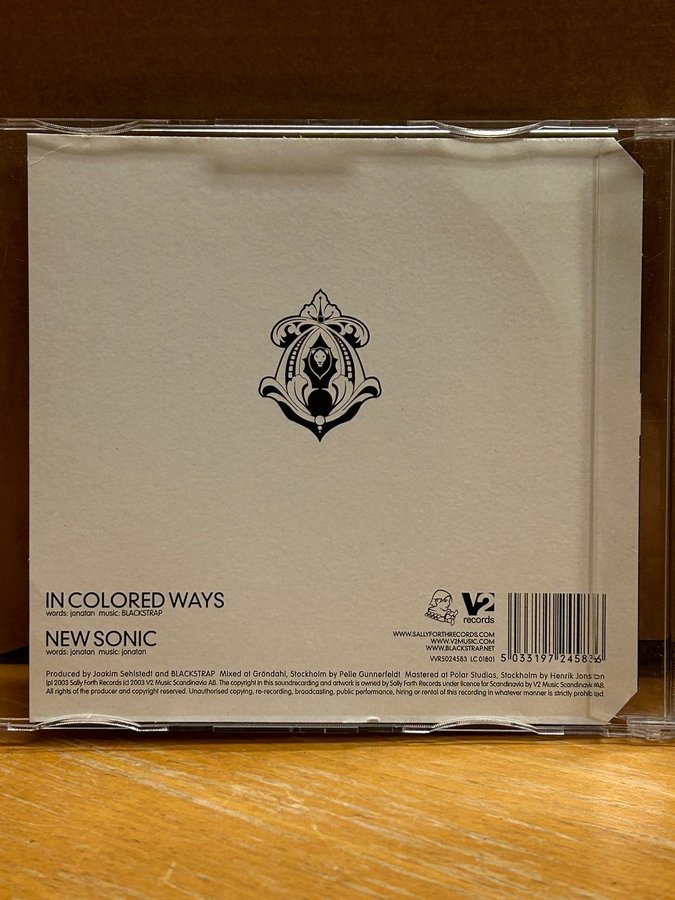 IN COLORED WAYS
words: jonatan music: BLACKSTRAP
NEW SONIC
words: jonatan music: jonatan
V2
records
WWW.SALLYFORTHRECORDS.COM
WWW.V2MUSIC.COM
WWW.BLACKSTRAP.NET
VVR5024583 LC 01801
5 033197 245836
Produced by Joakim Sehlstedt and BLACKSTRAP Mixed at Gröndahl, Stockholm by Pelle Gunnerfeldt Mastered at Polar Studios, Stockholm by Henrik Jonsson
(p) 2003 Sally Forth Records (c) 2003 V2 Music Scandinavia AB. The copyright in this soundrecording and artwork is owned by Sally Forth Records under licence for Scandinavia by V2 Music Scandinavia AB.
All rights of the producer and copyright reserved. Unauthorised copying, re-recording, broadcasting, public performance, hiring or rental of this recording in whatever manner is strictly prohibited.